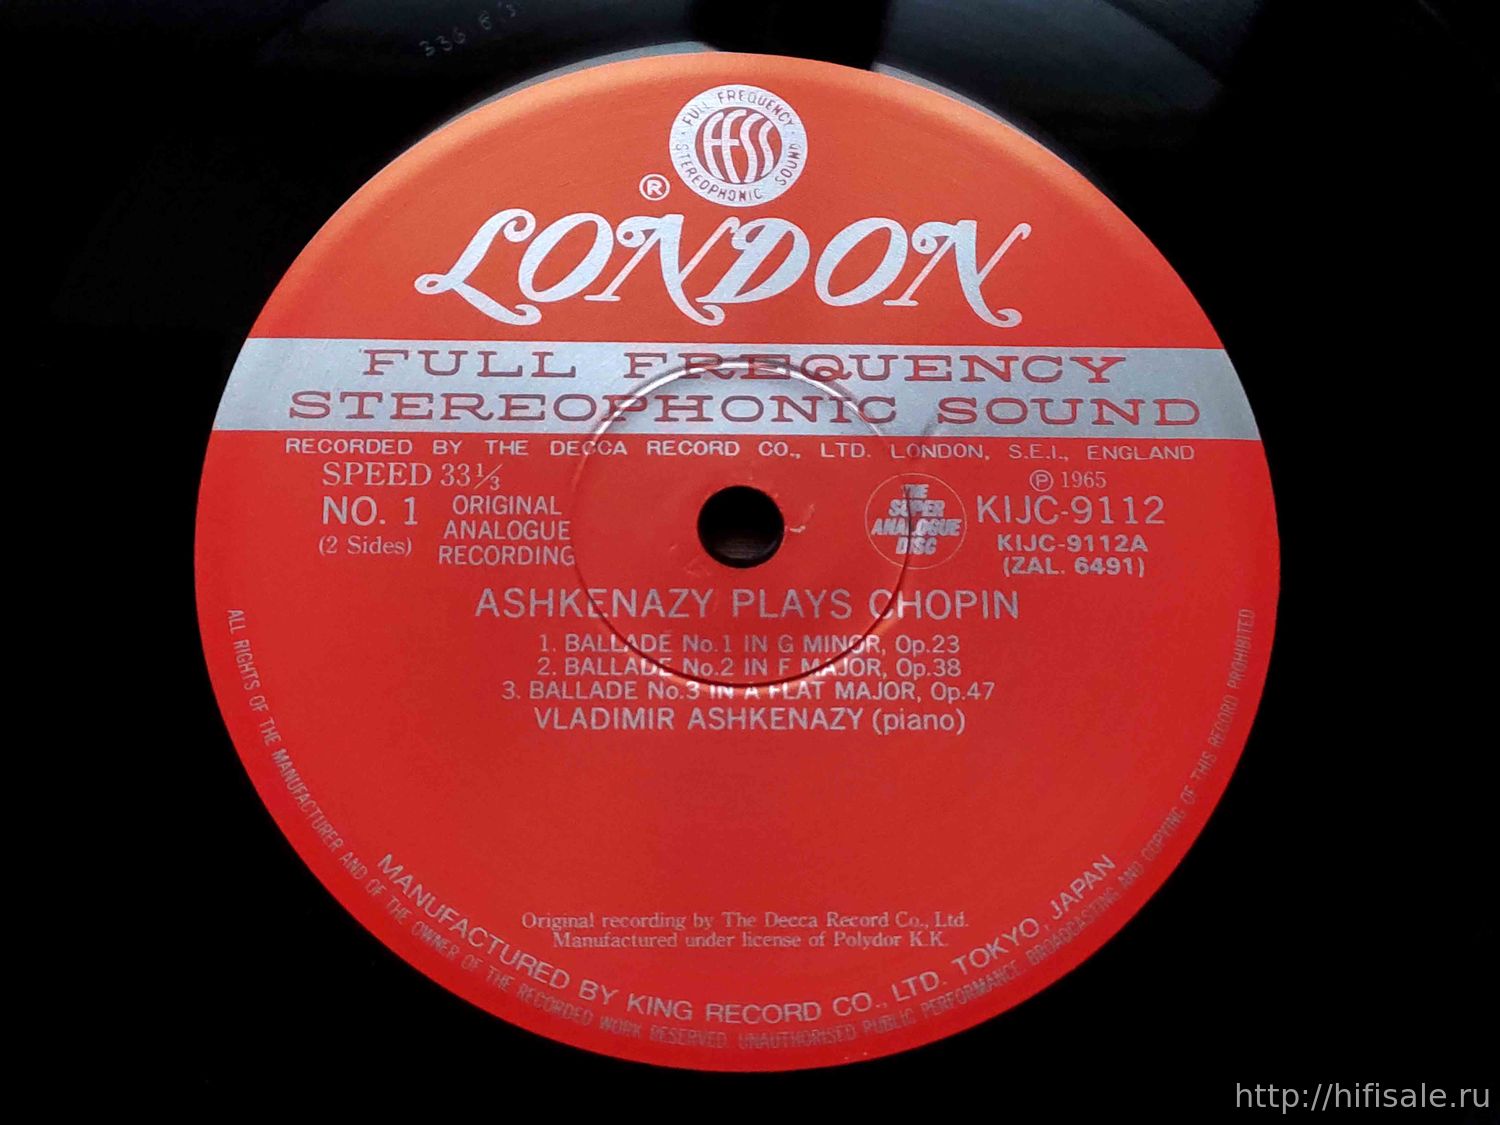 FULL FREQUENCY
STEREOPHONIC SOUND
FFSS
®
LONDON
FULL FREQUENCY
STEREOPHONIC SOUND
RECORDED BY THE DECCA RECORD CO., LTD. LONDON, S.E.I., ENGLAND
SPEED 33⅓
NO. 1
(2 Sides)
ORIGINAL
ANALOGUE
RECORDING
THE
SUPER
ANALOGUE
DISC
℗ 1965
KIJC-9112
KIJC-9112A
(ZAL. 6491)
ASHKENAZY PLAYS CHOPIN
1. BALLADE No.1 IN G MINOR, Op.23
2. BALLADE No.2 IN F MAJOR, Op.38
3. BALLADE No.3 IN A FLAT MAJOR, Op.47
VLADIMIR ASHKENAZY (piano)
Original recording by The Decca Record Co., Ltd.
Manufactured under license of Polydor K.K.
MANUFACTURED BY KING RECORD CO., LTD. TOKYO, JAPAN
ALL RIGHTS OF THE MANUFACTURER AND OF THE OWNER OF THE RECORDED WORK RESERVED. UNAUTHORISED PUBLIC PERFORMANCE, BROADCASTING AND COPYING OF THIS RECORD PROHIBITED
http://hifisale.ru